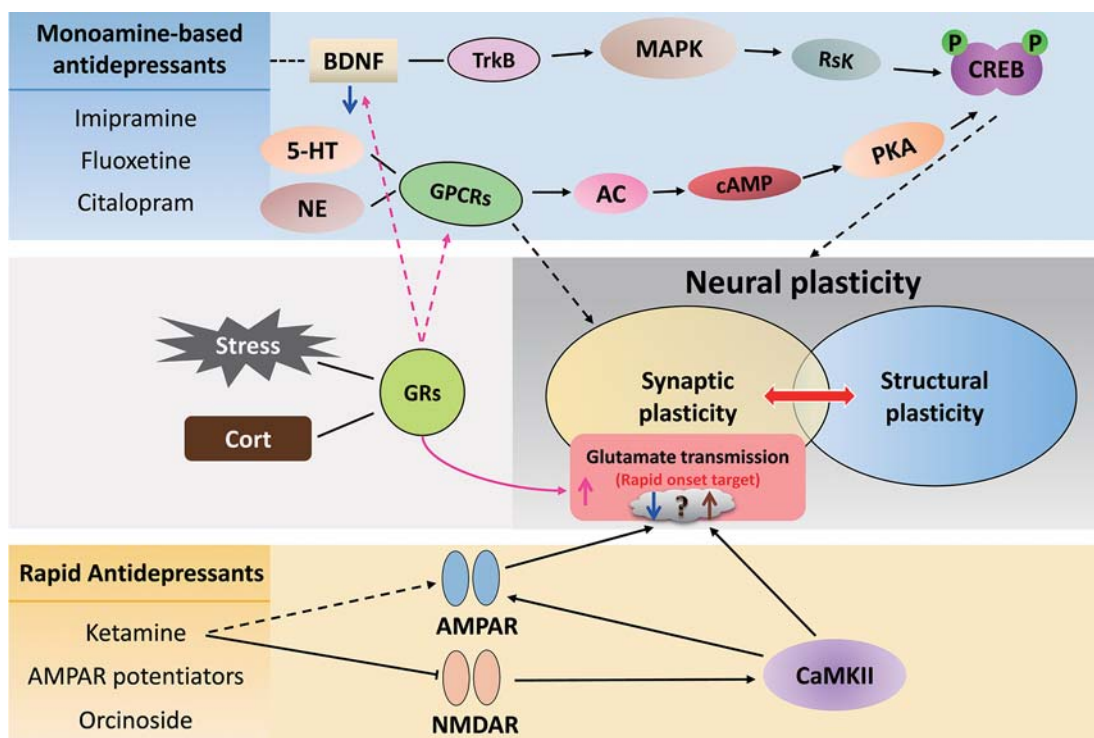 Monoamine-based
antidepressants
Imipramine
Fluoxetine
Citalopram
BDNF
TrkB
MAPK
RsK
P
P
CREB
5-HT
NE
GPCRs
AC
cAMP
PKA
Neural plasticity
Stress
Cort
GRs
Synaptic
plasticity
Structural
plasticity
Glutamate transmission
(Rapid onset target)
?
Rapid Antidepressants
Ketamine
AMPAR potentiators
Orcinoside
AMPAR
NMDAR
CaMKII